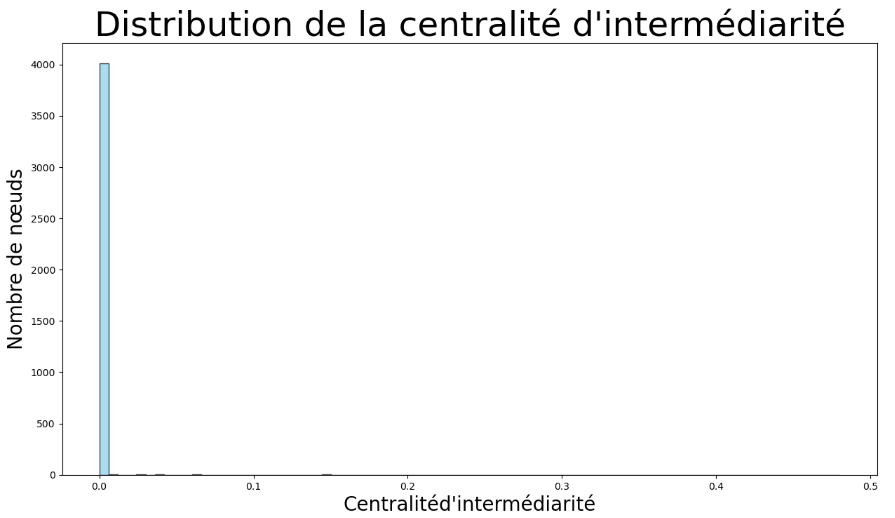 Distribution de la centralité d'intermédiarité
4000
3500
3000
2500
2000
1500
1000
500
0
Nombre de nœuds
0.0 0.1 0.2 0.3 0.4 0.5
Centralitéd'intermédiarité